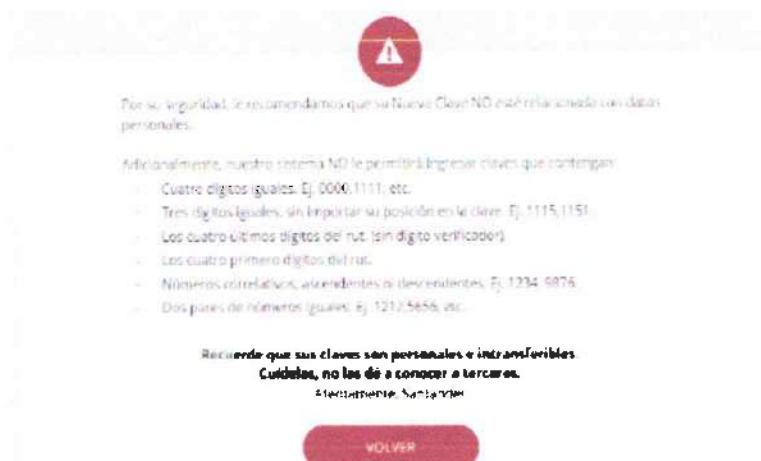 Por su seguridad, le recomendamos que su Nueva Clave NO esté relacionada con datos
personales.
Adicionalmente, nuestro sistema NO le permitirá ingresar claves que contengan:
- Cuatro dígitos iguales. Ej. 0000,1111, etc.
- Tres dígitos iguales, sin importar su posición en la clave. Ej. 1115,1151
- Los cuatro últimos dígitos del rut. (sin dígito verificador)
- Los cuatro primero dígitos del rut.
- Números correlativos, ascendentes o descendentes. Ej. 1234, 9876
- Dos pares de números iguales. Ej. 1212,5656, etc.
Recuerde que sus claves son personales e intransferibles
Cuídelas, no las dé a conocer a terceros.
Atentamente, Santander
VOLVER